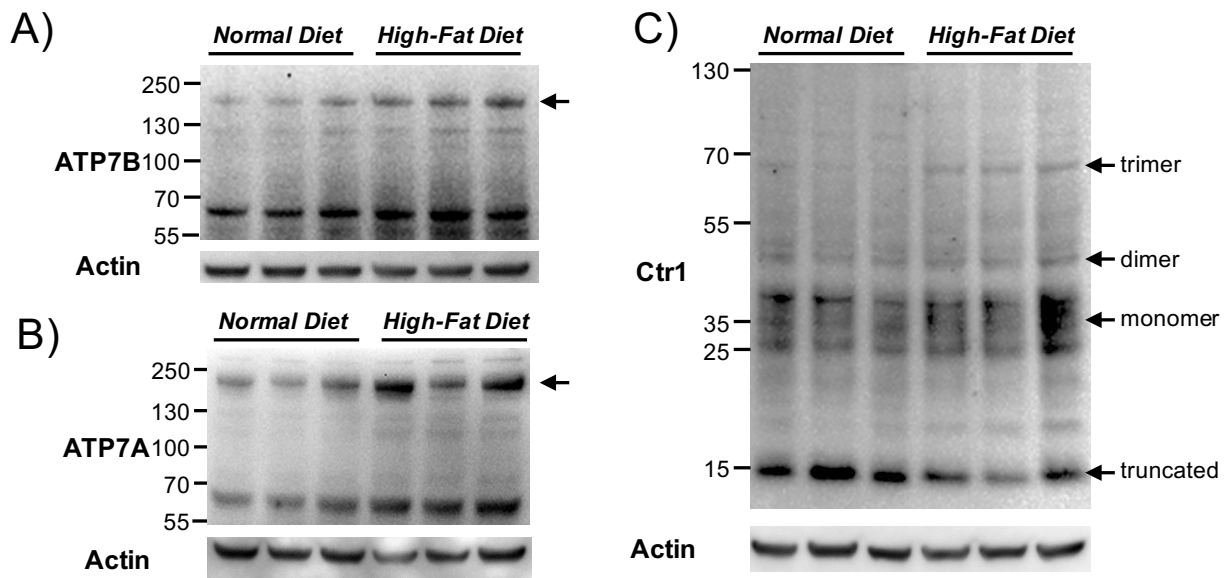 A)
Normal Diet High-Fat Diet
250
130
ATP7B 100
70
55
Actin
B)
Normal Diet High-Fat Diet
250
130
ATP7A 100
70
55
Actin
C)
Normal Diet High-Fat Diet
130
70
trimer
55
dimer
Ctr1
35
monomer
25
15
truncated
Actin